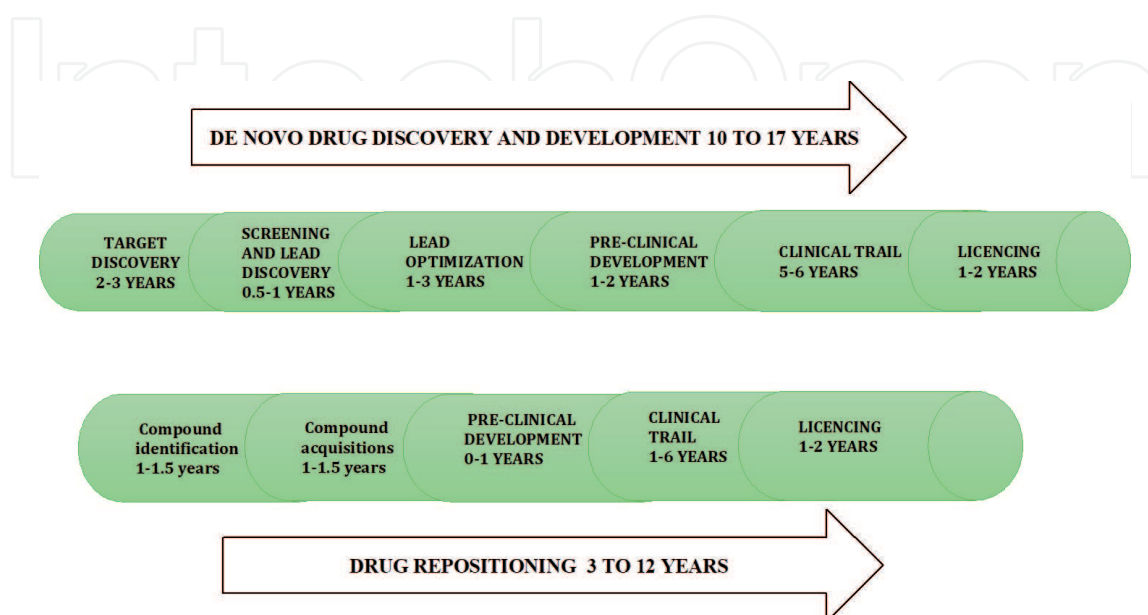 IntechOpen
DE NOVO DRUG DISCOVERY AND DEVELOPMENT 10 TO 17 YEARS
TARGET
DISCOVERY
2-3 YEARS
SCREENING
AND LEAD
DISCOVERY
0.5-1 YEARS
LEAD
OPTIMIZATION
1-3 YEARS
PRE-CLINICAL
DEVELOPMENT
1-2 YEARS
CLINICAL TRAIL
5-6 YEARS
LICENCING
1-2 YEARS
Compound
identification
1-1.5 years
Compound
acquisitions
1-1.5 years
PRE-CLINICAL
DEVELOPMENT
0-1 YEARS
CLINICAL
TRAIL
1-6 YEARS
LICENCING
1-2 YEARS
DRUG REPOSITIONING 3 TO 12 YEARS